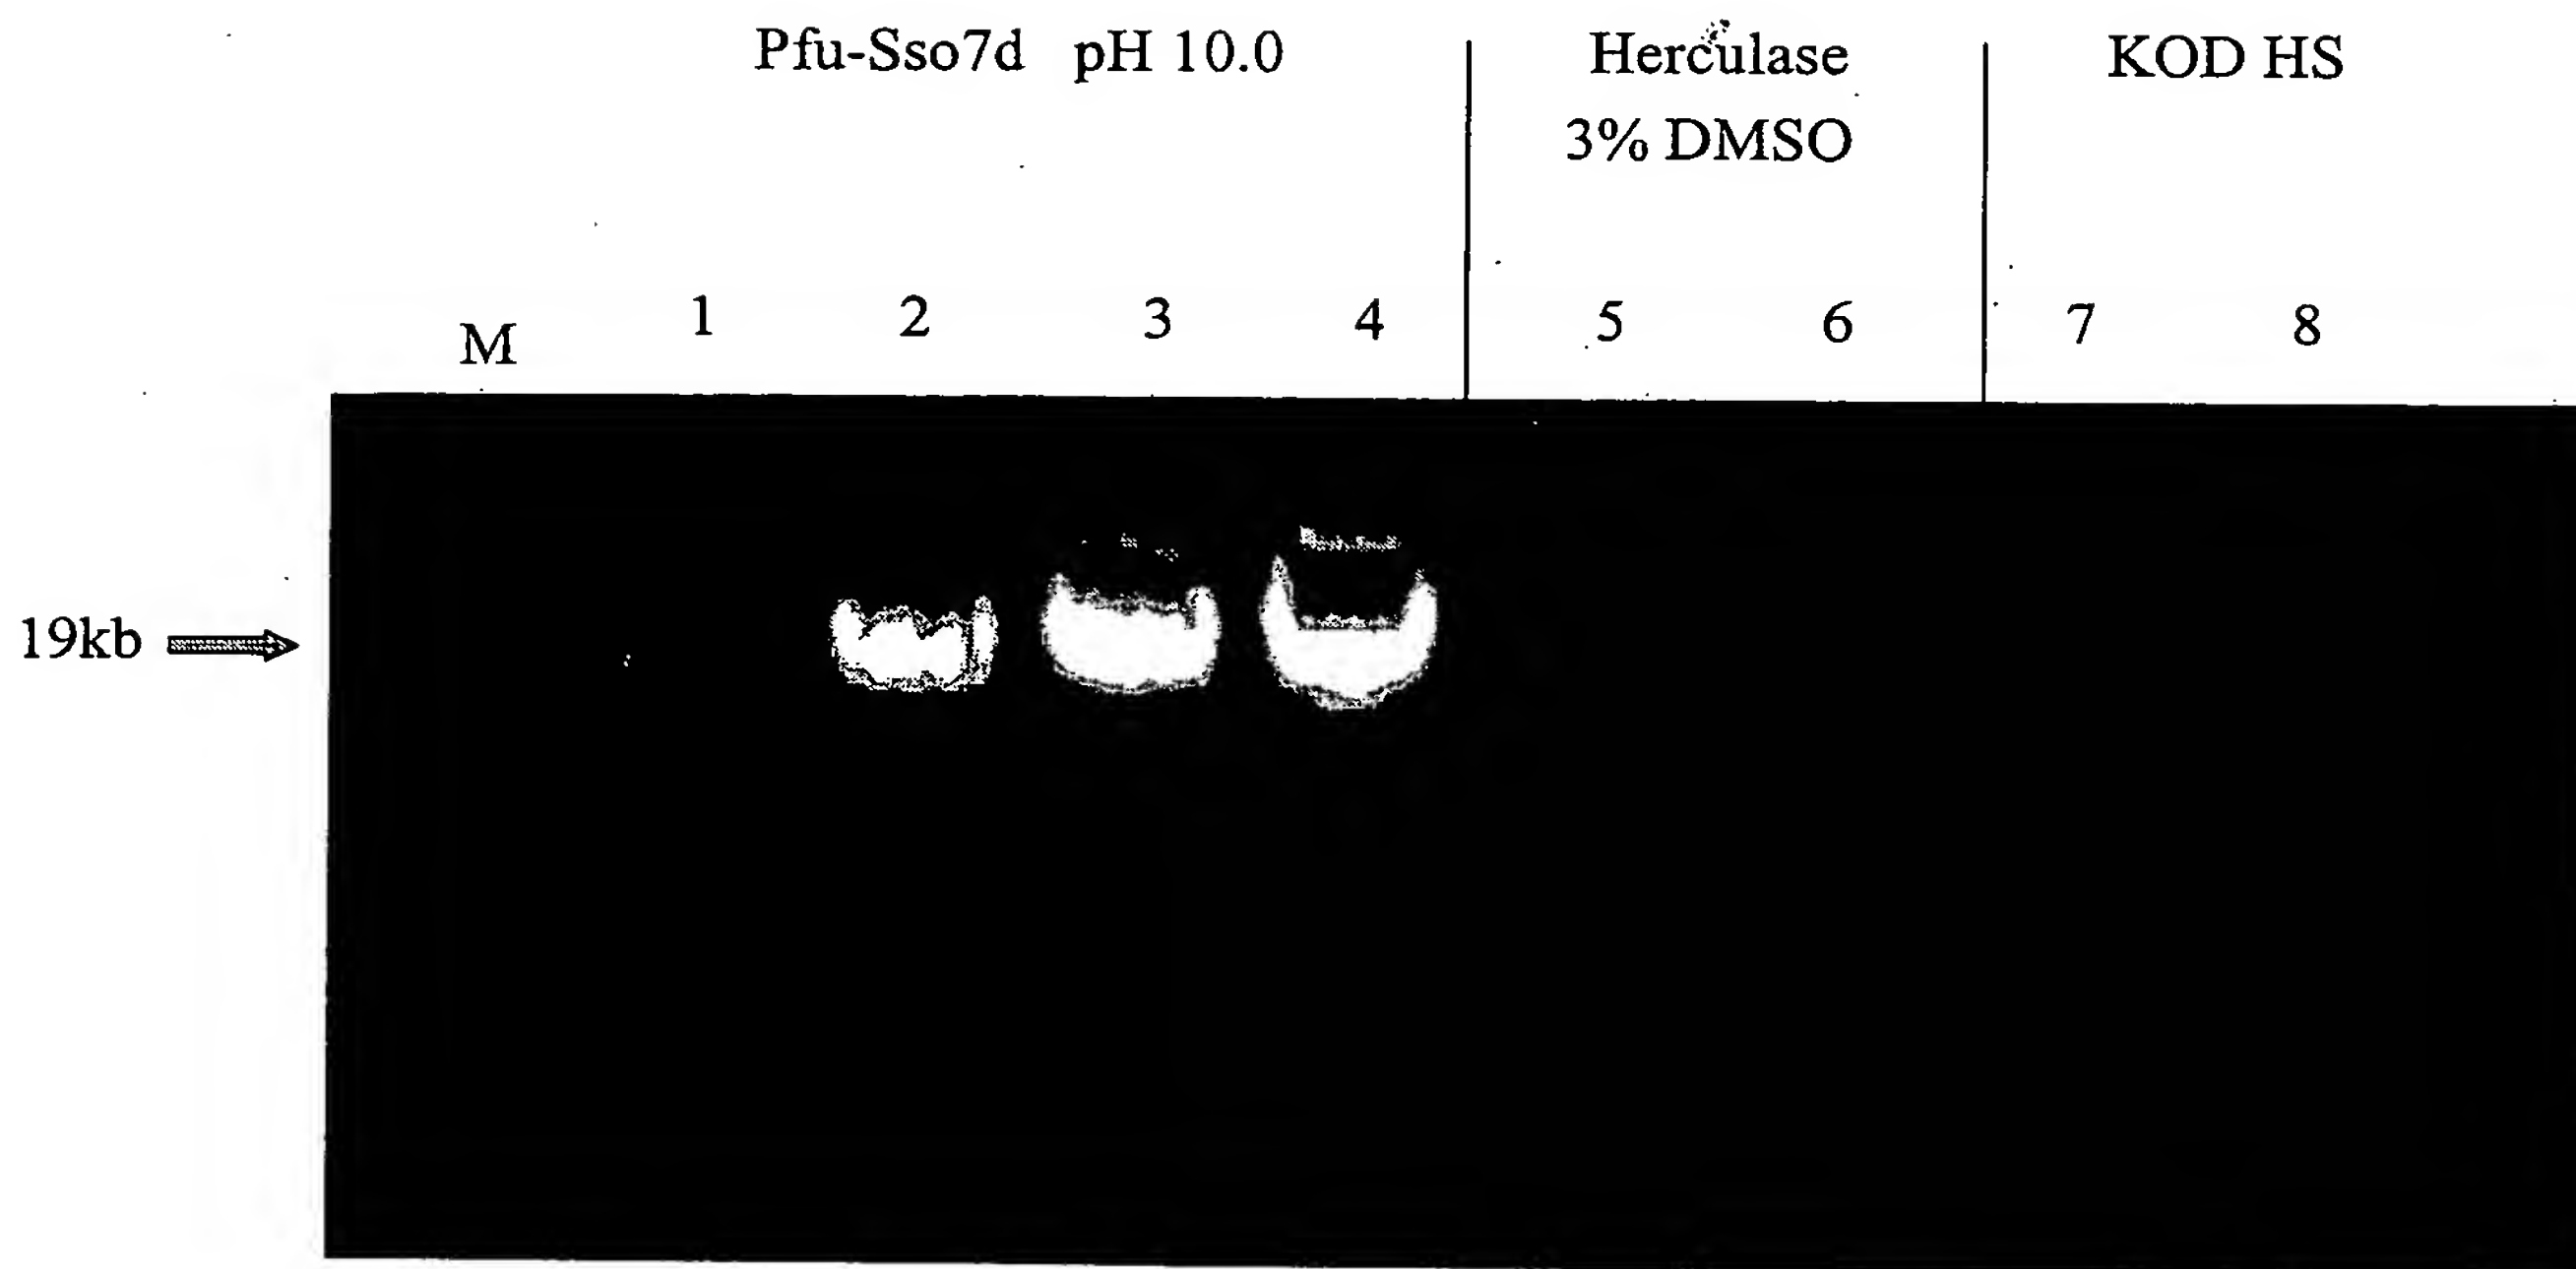 Pfu-Sso7d pH 10.0
Herculase
3% DMSO
KOD HS
M 1 2 3 4 5 6 7 8
19kb